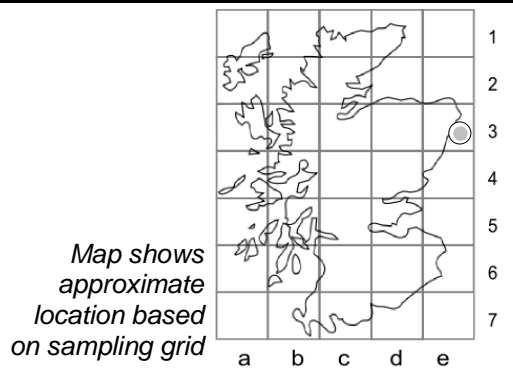 1
2
3
4
5
6
7
Map shows
approximate
location based
on sampling grid
a b c d e